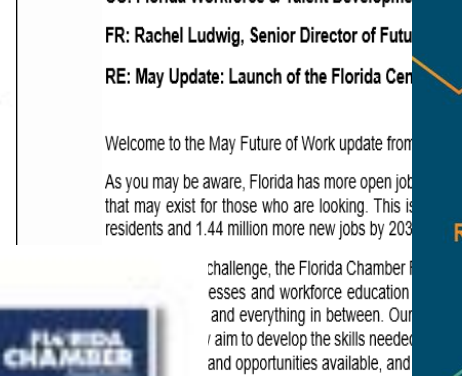 FR: Rachel Ludwig, Senior Director of Futu
RE: May Update: Launch of the Florida Cen
Welcome to the May Future of Work update from
As you may be aware, Florida has more open job
that may exist for those who are looking. This is
residents and 1.44 million more new jobs by 203
challenge, the Florida Chamber F
esses and workforce education
and everything in between. Our
aim to develop the skills needed
and opportunities available, and
FLORIDA
CHAMBER